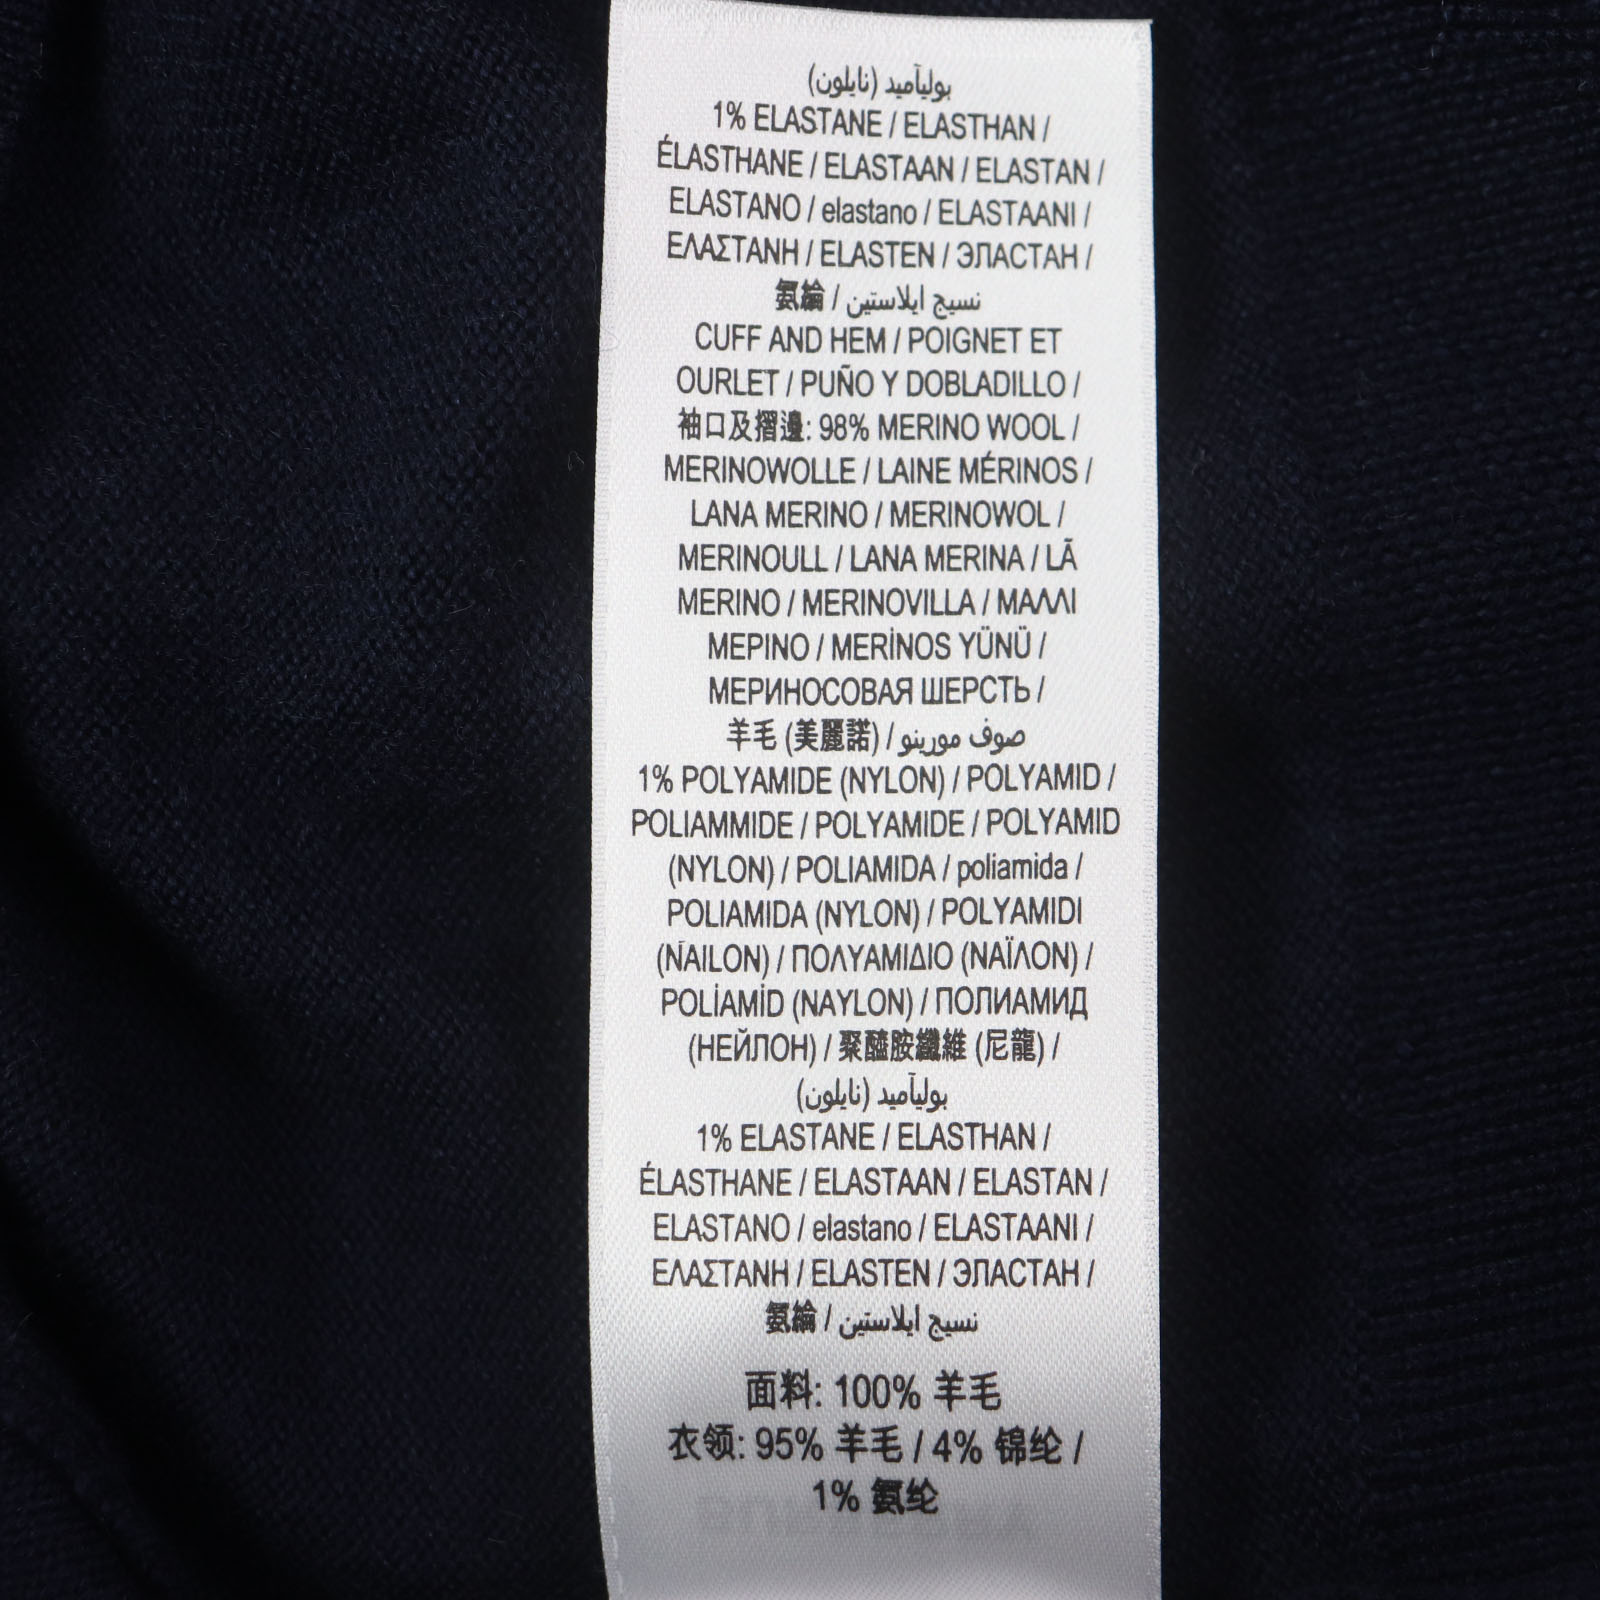 بوليآميد (نايلون)
1% ELASTANE / ELASTHAN /
ÉLASTHANE / ELASTAAN / ELASTAN /
ELASTANO / elastano / ELASTAANI /
ΕΛΑΣΤΑΝΗ / ELASTEN / ЭЛАСТАН /
氨綸 / نسيج ايلاستين
CUFF AND HEM / POIGNET ET
OURLET / PUÑO Y DOBLADILLO /
袖口及摺邊: 98% MERINO WOOL /
MERINOWOLLE / LAINE MÉRINOS /
LANA MERINO / MERINOWOL /
MERINOULL / LANA MERINA / LÃ
MERINO / MERINOVILLA / ΜΑΛΛΙ
ΜΕΡΙΝΟ / MERİNOS YÜNÜ /
МЕРИНОСОВАЯ ШЕРСТЬ /
羊毛 (美麗諾) / صوف مورينو
1% POLYAMIDE (NYLON) / POLYAMID /
POLIAMMIDE / POLYAMIDE / POLYAMID
(NYLON) / POLIAMIDA / poliamida /
POLIAMIDA (NYLON) / POLYAMIDI
(NAILON) / ΠΟΛΥΑΜΙΔΙΟ (ΝΑΪΛΟΝ) /
POLİAMİD (NAYLON) / ПОЛИАМИД
(НЕЙЛОН) / 聚醯胺纖維 (尼龍) /
بوليآميد (نايلون)
1% ELASTANE / ELASTHAN /
ÉLASTHANE / ELASTAAN / ELASTAN /
ELASTANO / elastano / ELASTAANI /
ΕΛΑΣΤΑΝΗ / ELASTEN / ЭЛАСТАН /
氨綸 / نسيج ايلاستين
面料: 100% 羊毛
衣领: 95% 羊毛 / 4% 锦纶 /
1% 氨纶